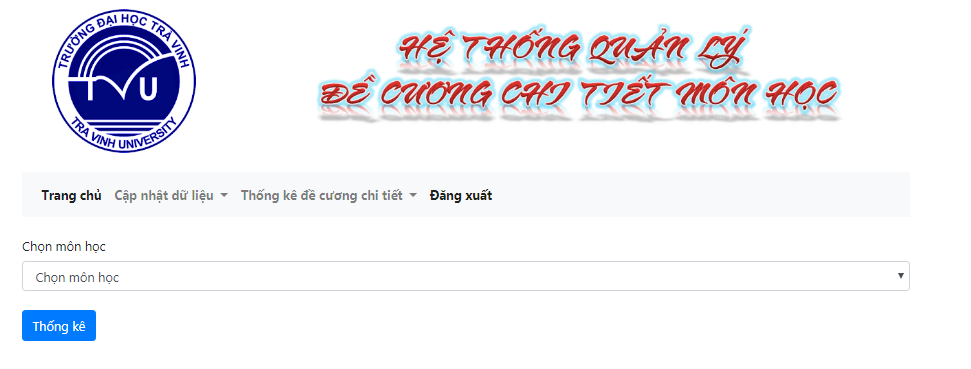 TRƯỜNG ĐẠI HỌC TRÀ VINH
TVU
TRA VINH UNIVERSITY
HỆ THỐNG QUẢN LÝ
ĐỀ CƯƠNG CHI TIẾT MÔN HỌC
Trang chủ Cập nhật dữ liệu Thống kê đề cương chi tiết Đăng xuất
Chọn môn học
Chọn môn học
Thống kê